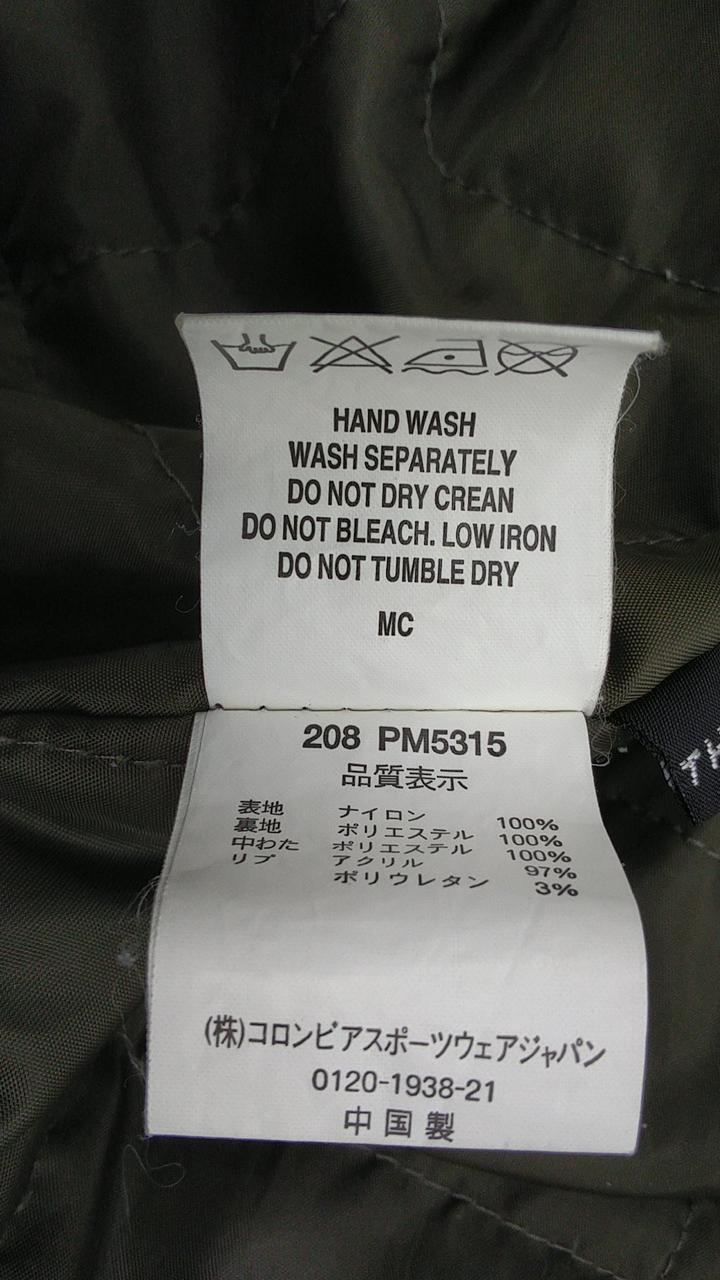 HAND WASH
WASH SEPARATELY
DO NOT DRY CREAN
DO NOT BLEACH. LOW IRON
DO NOT TUMBLE DRY
MC
208 PM5315
品質表示
表地 ナイロン 100%
裏地 ポリエステル 100%
中わた ポリエステル 100%
リブ アクリル 97%
ポリウレタン 3%
(株)コロンビアスポーツウェアジャパン
0120-1938-21
中国製